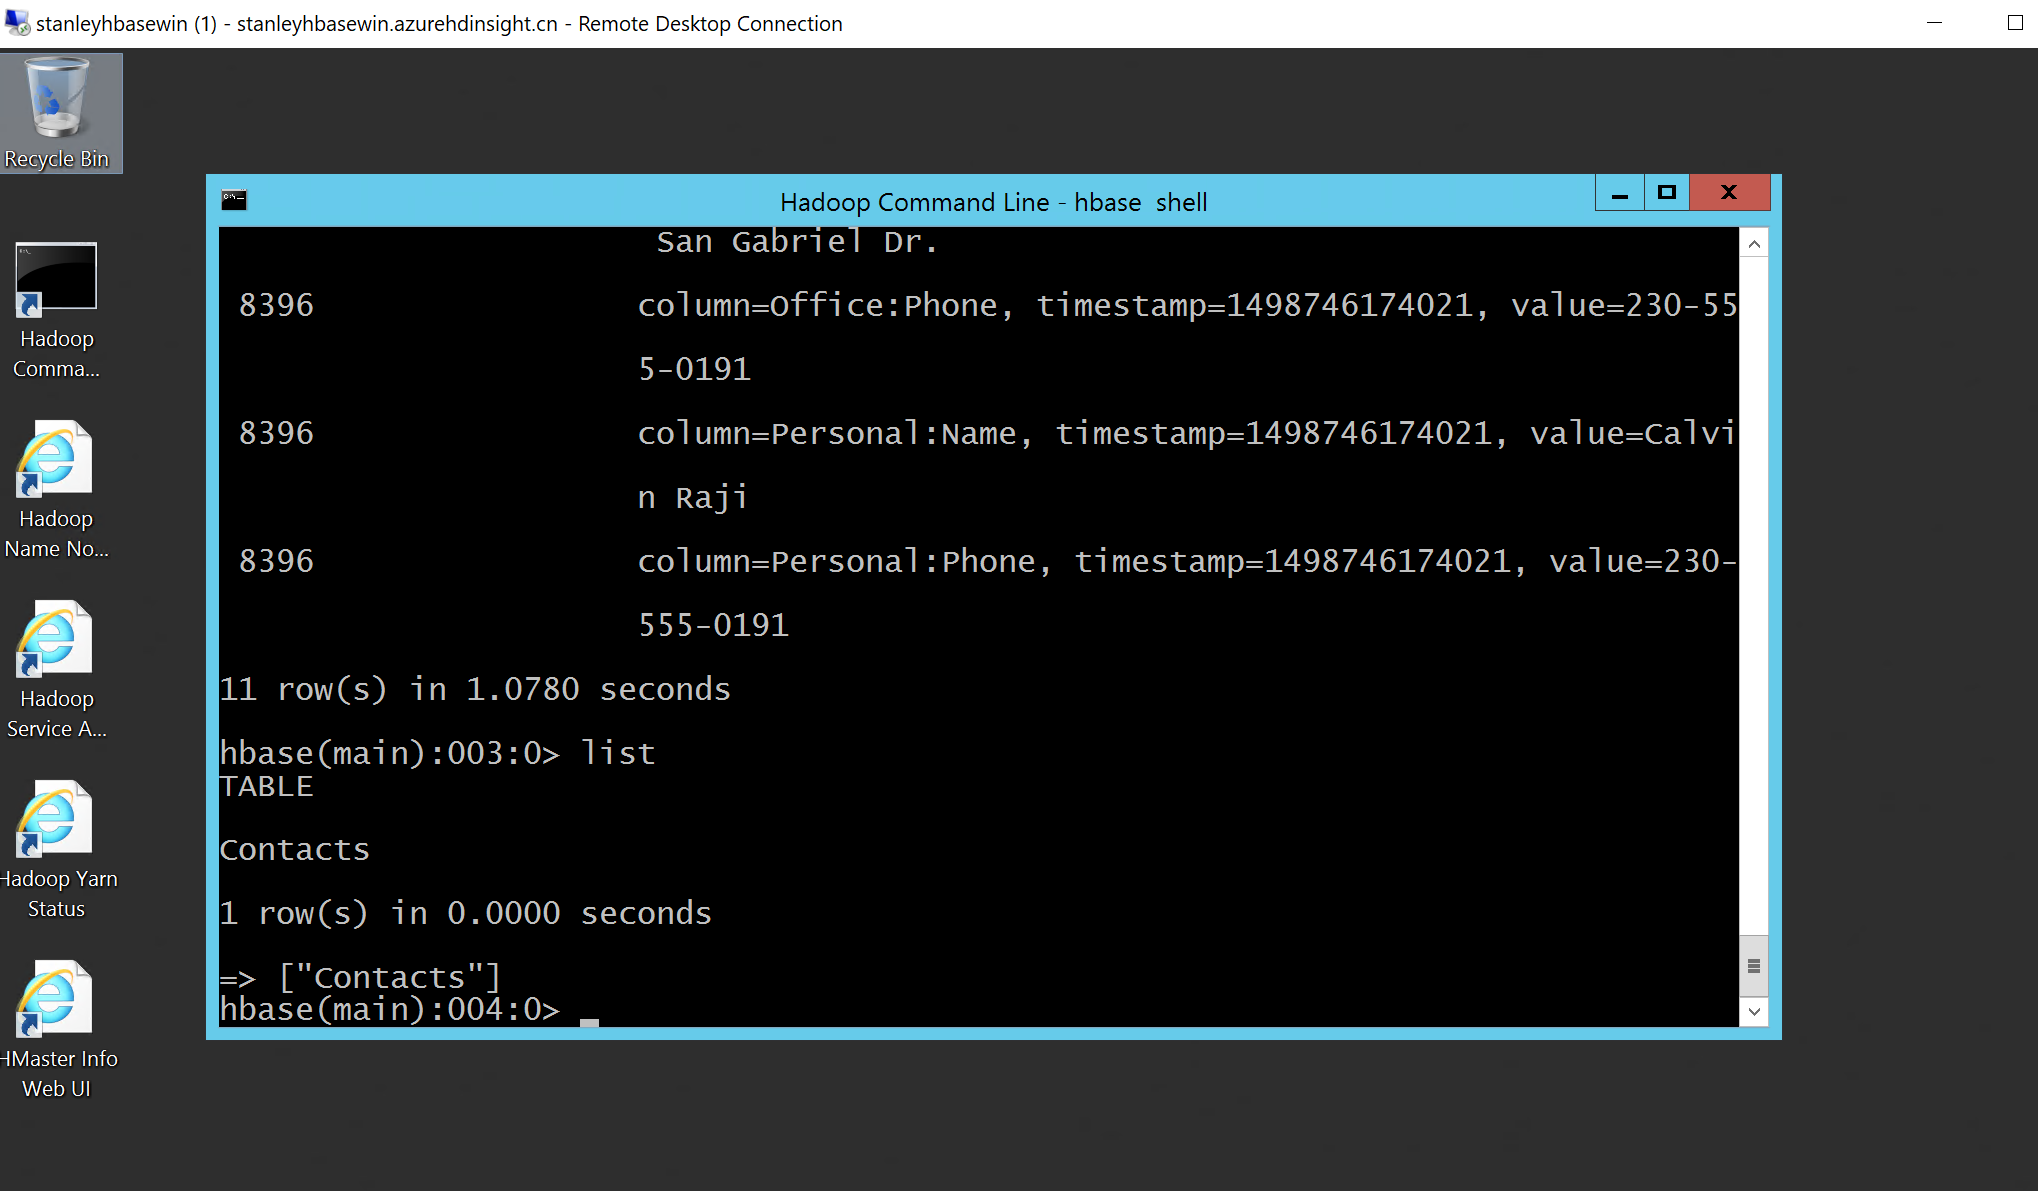 stanleyhbasewin (1) - stanleyhbasewin.azurehdinsight.cn - Remote Desktop Connection
Recycle Bin
Hadoop
Comma...
Hadoop
Name No...
Hadoop
Service A...
Hadoop Yarn
Status
HMaster Info
Web UI
Hadoop Command Line - hbase  shell
San Gabriel Dr.
8396 column=Office:Phone, timestamp=1498746174021, value=230-55
5-0191
8396 column=Personal:Name, timestamp=1498746174021, value=Calvi
n Raji
8396 column=Personal:Phone, timestamp=1498746174021, value=230-
555-0191
11 row(s) in 1.0780 seconds
hbase(main):003:0> list
TABLE
Contacts
1 row(s) in 0.0000 seconds
=> ["Contacts"]
hbase(main):004:0>